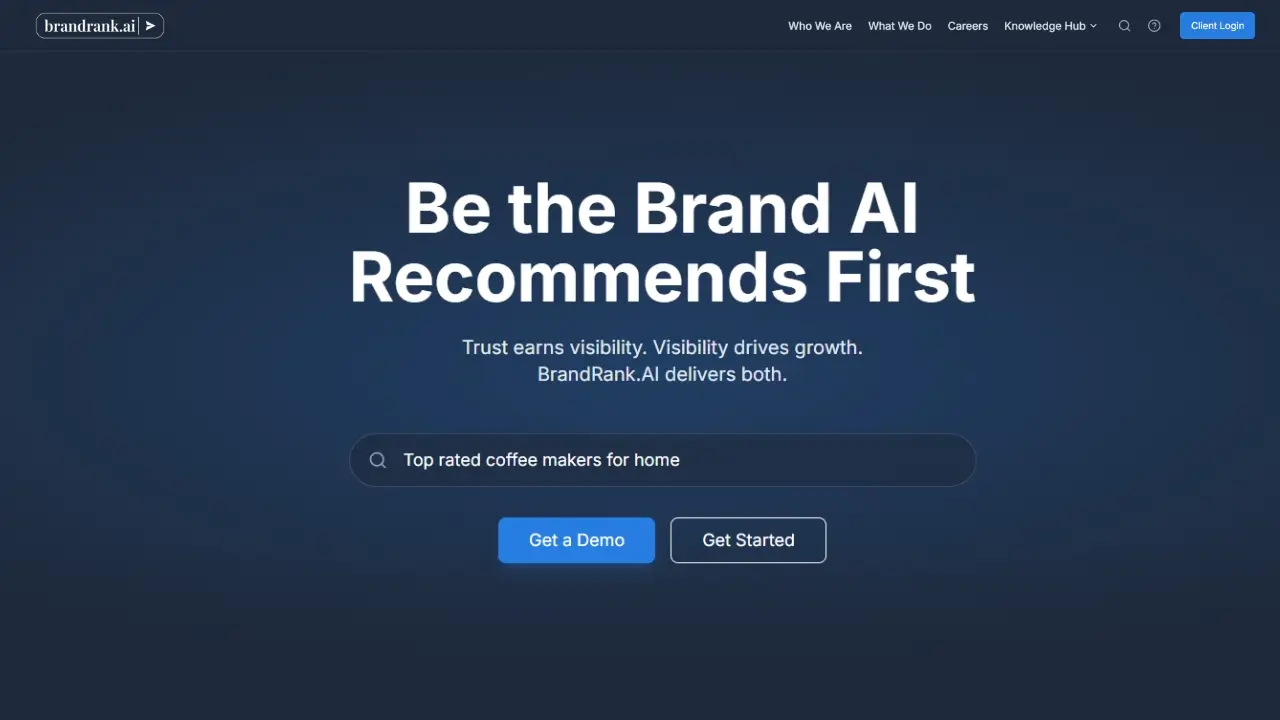 brandrank.ai
Who We Are
What We Do
Careers
Knowledge Hub
Client Login
Be the Brand AI
Recommends First
Trust earns visibility. Visibility drives growth.
BrandRank.AI delivers both.
Top rated coffee makers for home
Get a Demo
Get Started